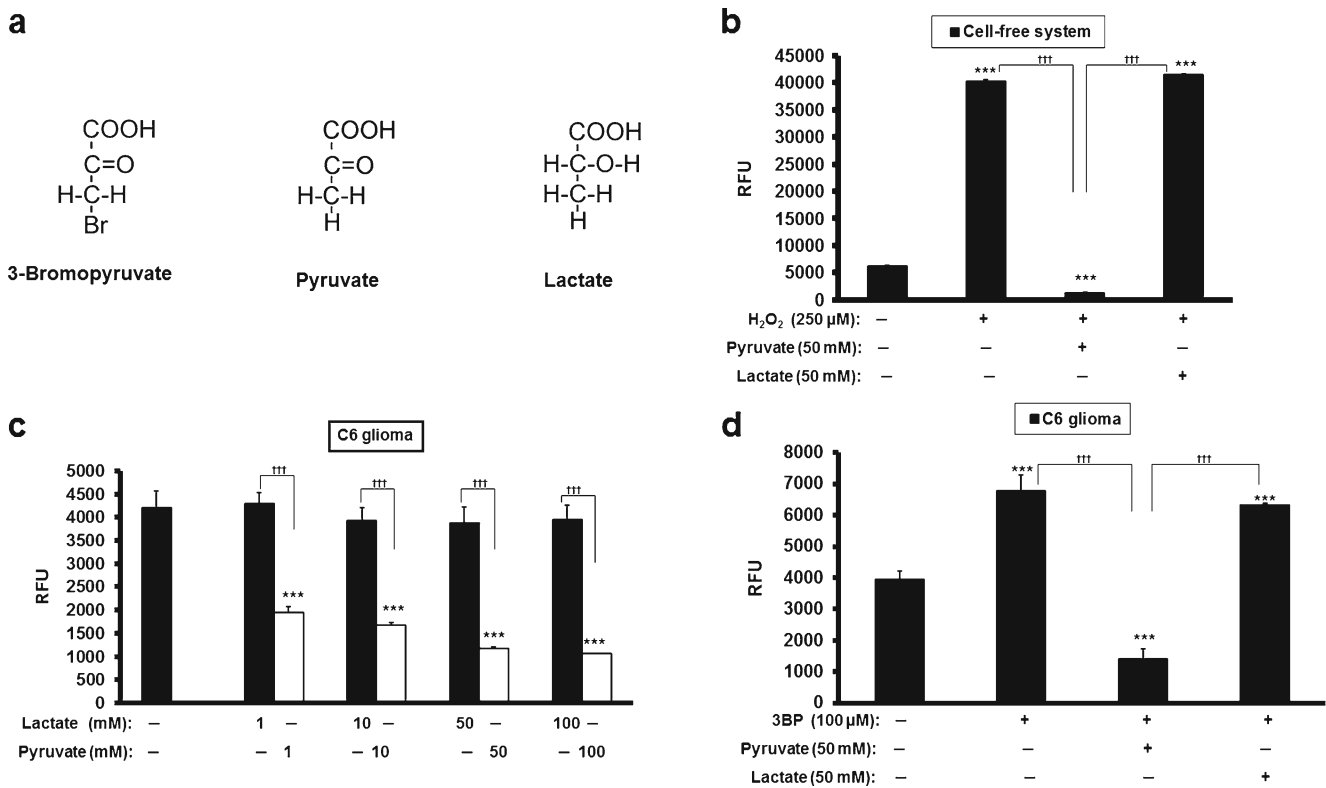 a
COOH
C=O
H-C-H
Br
3-Bromopyruvate
COOH
C=O
H-C-H
H
Pyruvate
COOH
H-C-O-H
H-C-H
H
Lactate
b
Cell-free system
RFU
45000
40000
35000
30000
25000
20000
15000
10000
5000
0
*** ††† ††† ***
***
H₂O₂ (250 µM): – + + +
Pyruvate (50 mM): – – + –
Lactate (50 mM): – – – +
c
C6 glioma
RFU
5000
4500
4000
3500
3000
2500
2000
1500
1000
500
0
††† ††† ††† †††
*** *** *** ***
Lactate (mM): – 1 – 10 – 50 – 100 –
Pyruvate (mM): – – 1 – 10 – 50 – 100
d
C6 glioma
RFU
8000
7000
6000
5000
4000
3000
2000
1000
0
*** ††† ††† ***
***
3BP (100 µM): – + + +
Pyruvate (50 mM): – – + –
Lactate (50 mM): – – – +